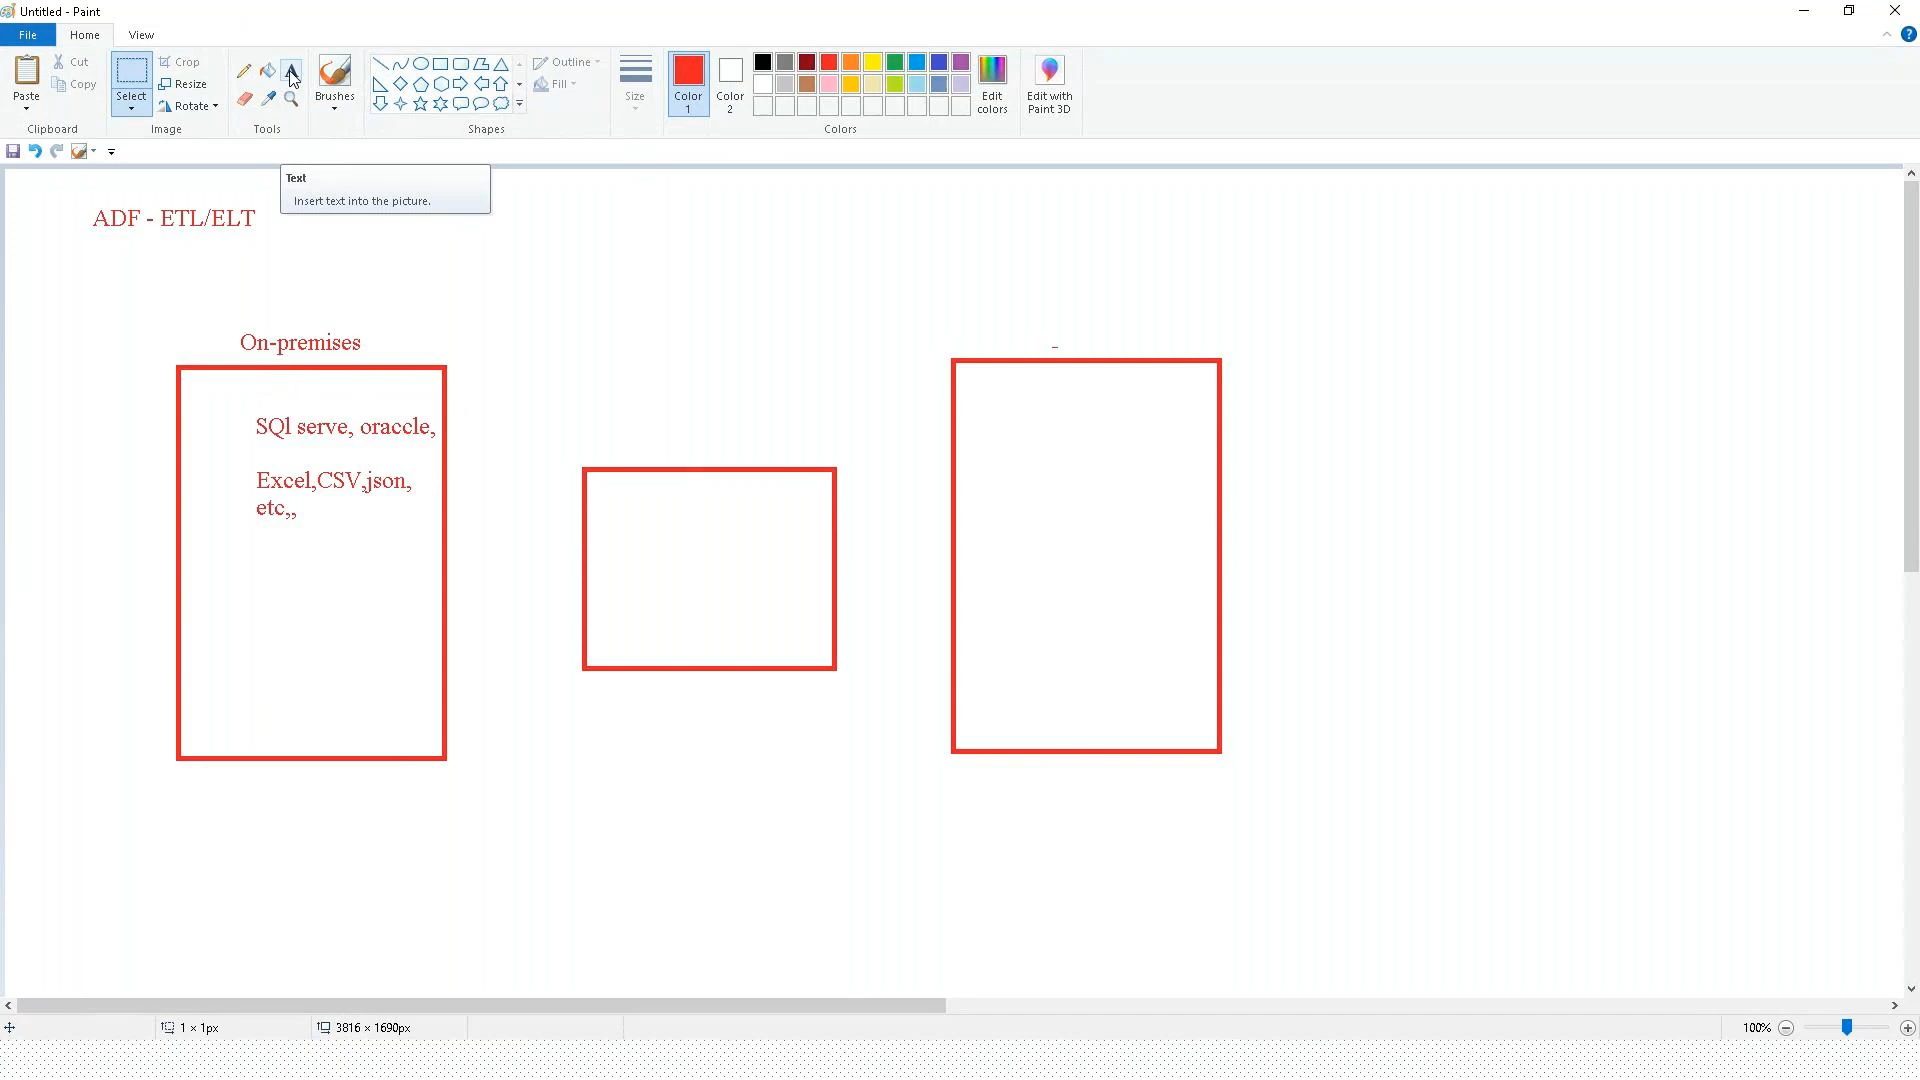 Untitled - Paint
File Home View
Paste
Cut
Copy
Clipboard
Select
Crop
Resize
Rotate
Image
Tools
Brushes
Shapes
Outline
Fill
Size
Color 1
Color 2
Colors
Edit colors
Edit with Paint 3D
Text
Insert text into the picture.
ADF - ETL/ELT
On-premises
SQl serve, oraccle,
Excel,CSV,json,
etc,,
1 × 1px
3816 × 1690px
100%